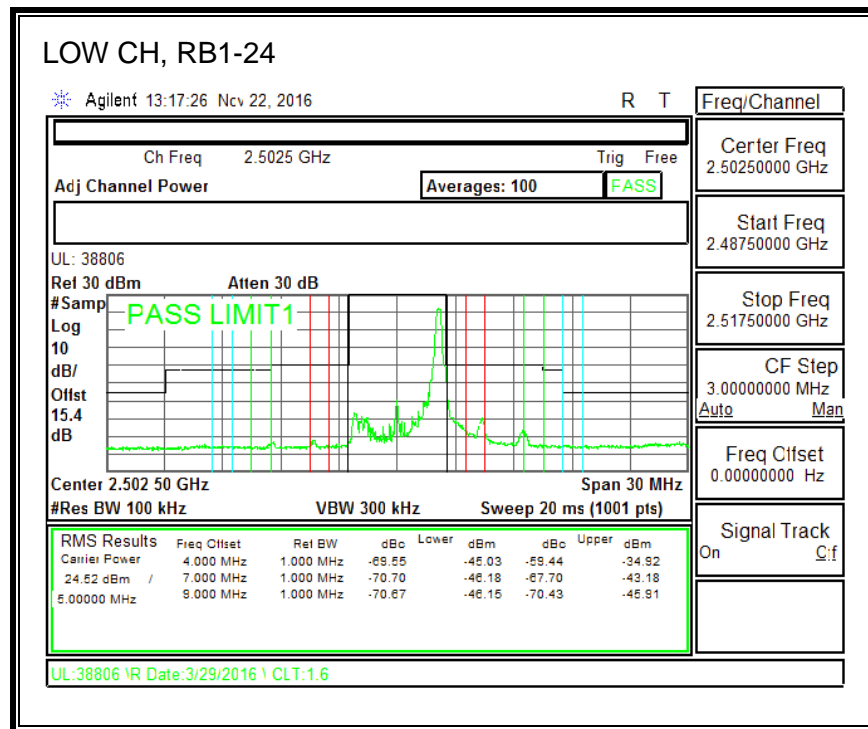 LOW CH, RB1-24
Agilent 13:17:26 Nov 22, 2016 R T
Freq/Channel
Ch Freq 2.5025 GHz Trig Free
Adj Channel Power Averages: 100 PASS
UL: 38806
Ref 30 dBm Atten 30 dB
#Samp
Log
10
dB/
Offst
15.4
dB
PASS LIMIT1
Center 2.502 50 GHz Span 30 MHz
#Res BW 100 kHz VBW 300 kHz Sweep 20 ms (1001 pts)
RMS Results Freq Offset Ref BW dBc Lower dBm dBc Upper dBm
Carrier Power 4.000 MHz 1.000 MHz -69.55 -45.03 -59.44 -34.92
24.52 dBm / 7.000 MHz 1.000 MHz -70.70 -46.18 -67.70 -43.18
5.00000 MHz 9.000 MHz 1.000 MHz -70.67 -46.15 -70.43 -45.91
UL:38806 \R Date:3/29/2016 \ CLT:1.6
Center Freq
2.50250000 GHz
Start Freq
2.48750000 GHz
Stop Freq
2.51750000 GHz
CF Step
3.00000000 MHz
Auto Man
Freq Offset
0.00000000 Hz
Signal Track
On Off